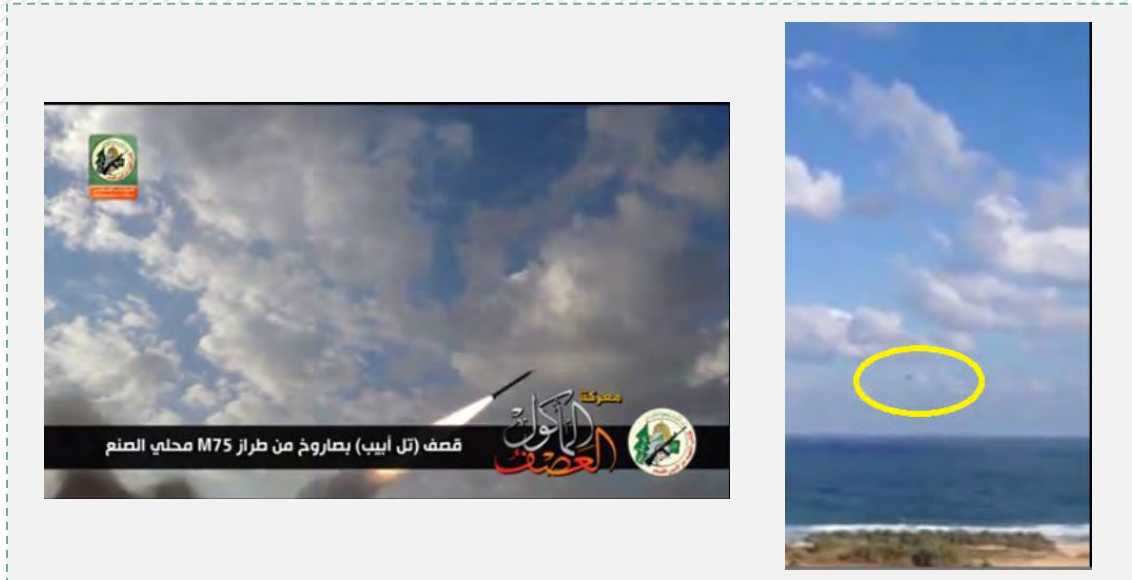 معركة
العصف
المأكول
قصف (تل أبيب) بصاروخ من طراز M75 محلي الصنع